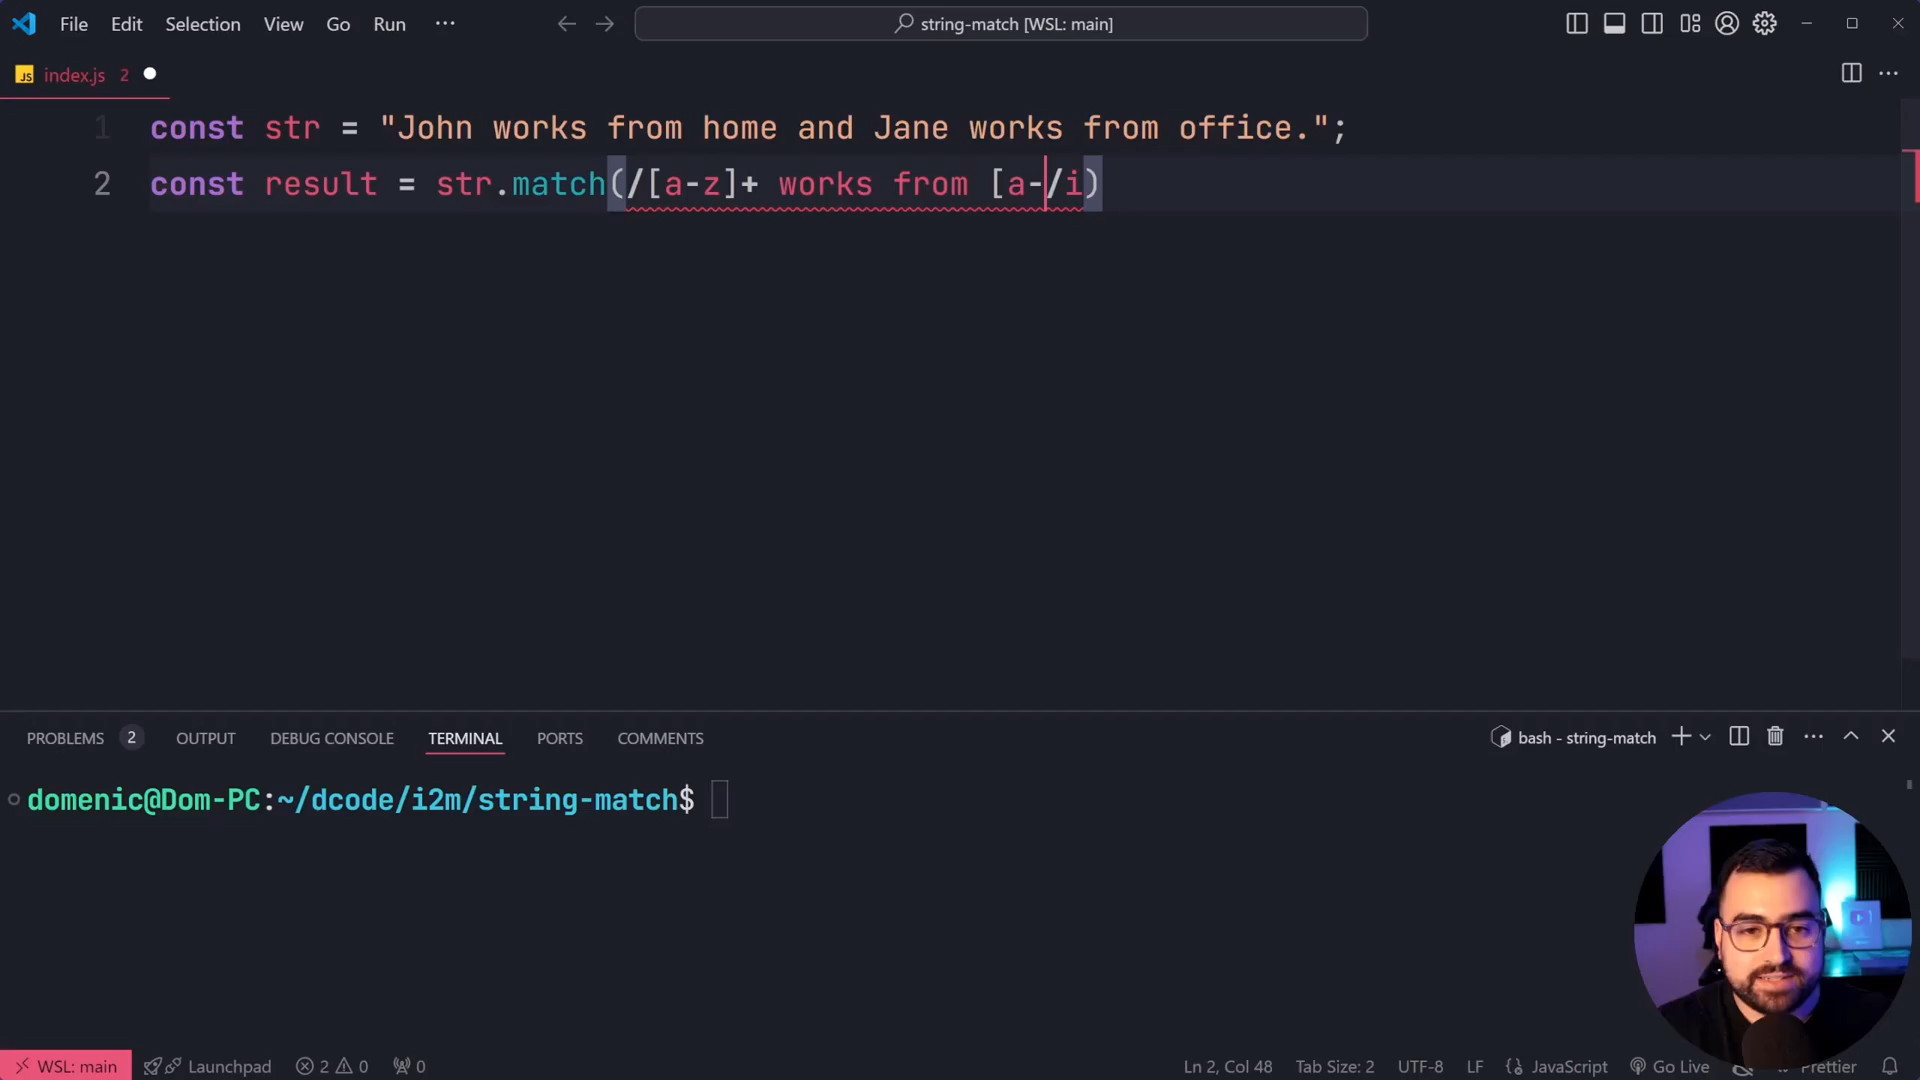 File Edit Selection View Go Run ··· string-match [WSL: main]
JS index.js 2
1 const str = "John works from home and Jane works from office.";
2 const result = str.match(/[a-z]+ works from [a-/i)
PROBLEMS 2 OUTPUT DEBUG CONSOLE TERMINAL PORTS COMMENTS bash - string-match
domenic@Dom-PC:~/dcode/i2m/string-match$
WSL: main Launchpad 2 0 0 Ln 2, Col 48 Tab Size: 2 UTF-8 LF {} JavaScript Go Live Prettier